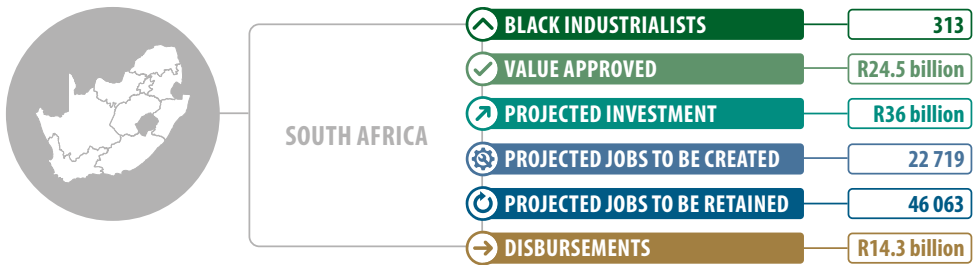 SOUTH AFRICA
BLACK INDUSTRIALISTS 313
VALUE APPROVED R24.5 billion
PROJECTED INVESTMENT R36 billion
PROJECTED JOBS TO BE CREATED 22 719
PROJECTED JOBS TO BE RETAINED 46 063
DISBURSEMENTS R14.3 billion